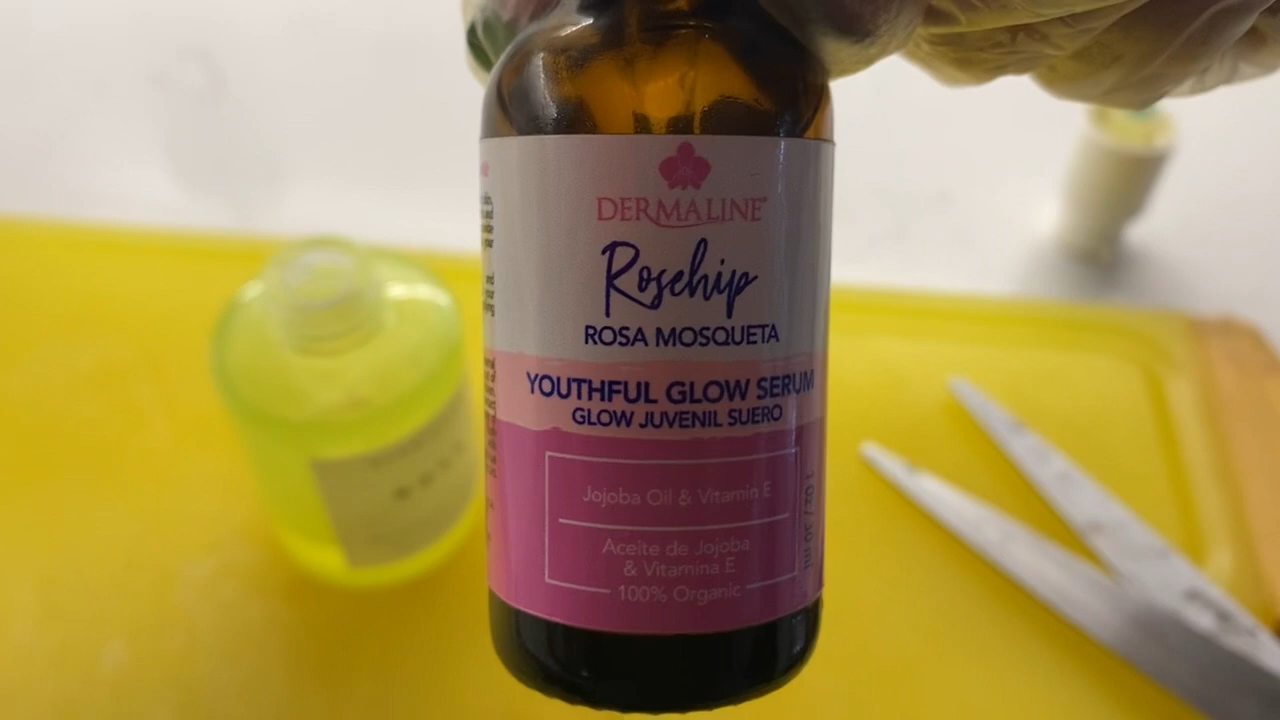 DERMALINE
Rosehip
ROSA MOSQUETA
YOUTHFUL GLOW SERUM
GLOW JUVENIL SUERO
Jojoba Oil & Vitamin E
Aceite de Jojoba
& Vitamina E
100% Organic
1 Oz / 30 ml